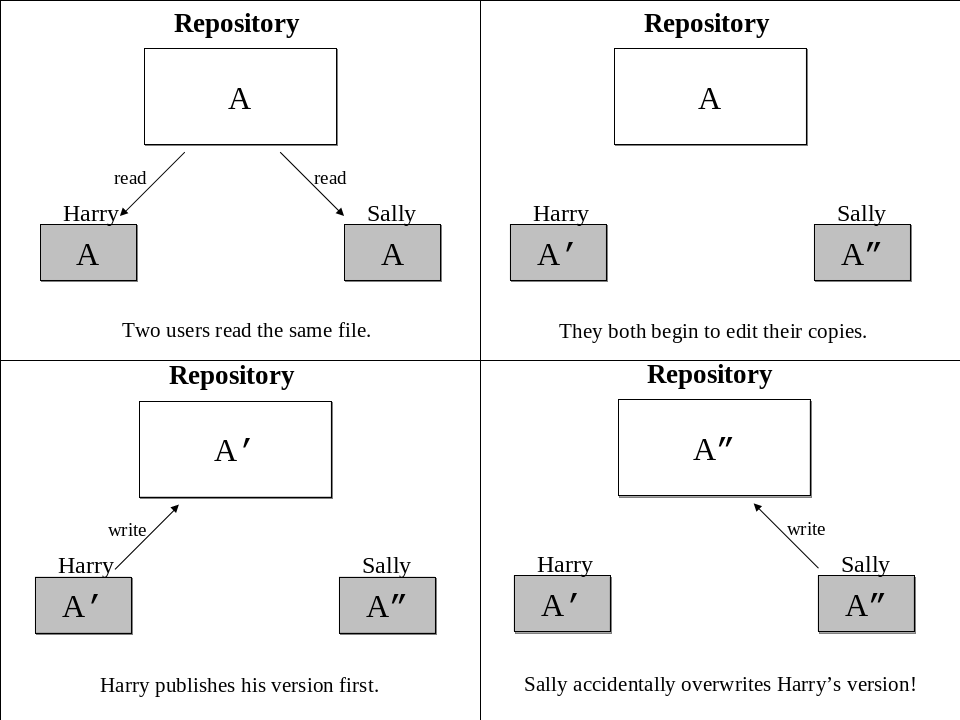 Repository
A
read
read
Harry
Sally
A
A
Two users read the same file.
Repository
A
Harry
Sally
A′
A″
They both begin to edit their copies.
Repository
A′
write
Harry
Sally
A′
A″
Harry publishes his version first.
Repository
A″
write
Harry
Sally
A′
A″
Sally accidentally overwrites Harry’s version!